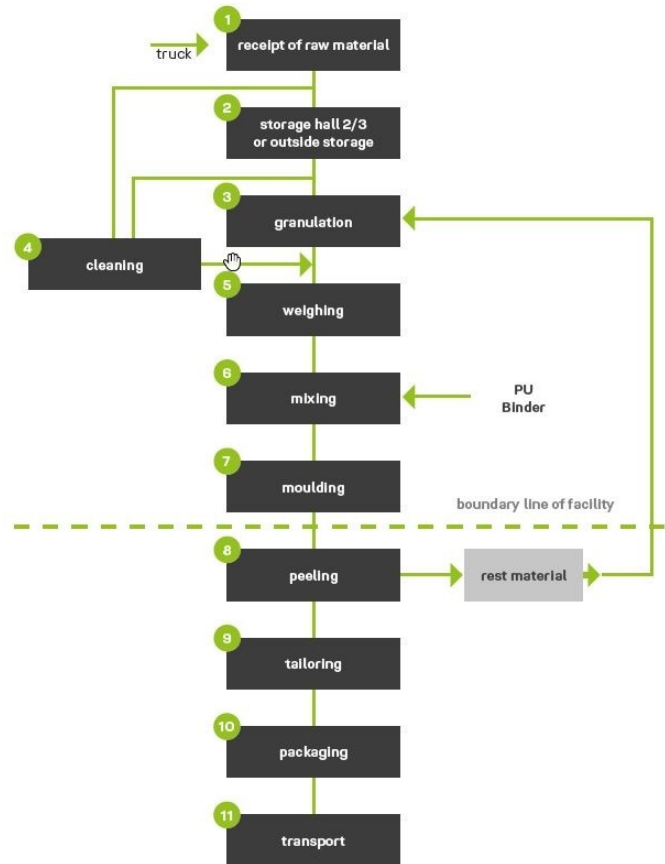 1
receipt of raw material
truck
2
storage hall 2/3
or outside storage
3
granulation
4
cleaning
5
weighing
6
mixing
PU
Binder
7
moulding
boundary line of facility
8
peeling
rest material
9
tailoring
10
packaging
11
transport